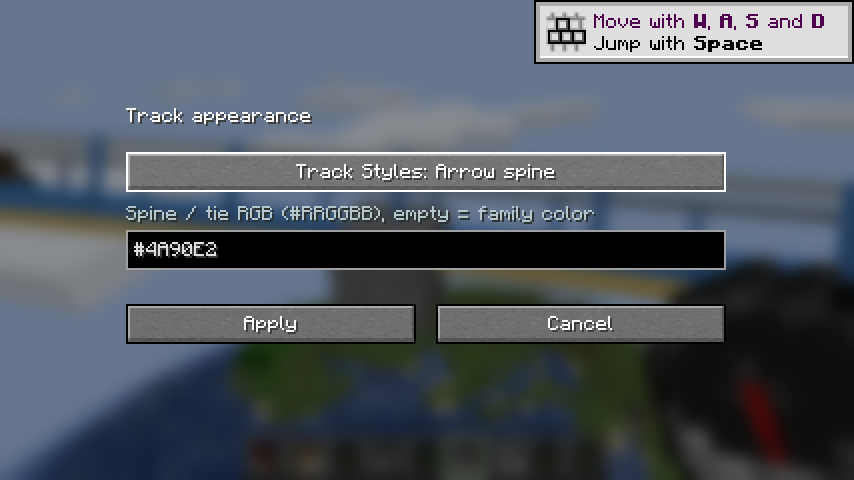 Move with W, A, S and D
Jump with Space
Track appearance
Track Styles: Arrow spine
Spine / tie RGB (#RRGGBB), empty = family color
#4A90E2
Apply
Cancel